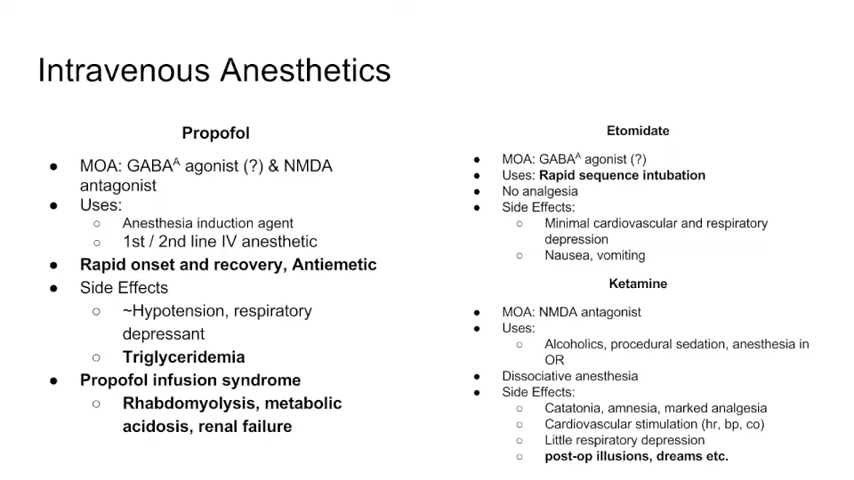 Intravenous Anesthetics
Propofol
● MOA: GABAᴬ agonist (?) & NMDA
antagonist
● Uses:
○ Anesthesia induction agent
○ 1st / 2nd line IV anesthetic
● Rapid onset and recovery, Antiemetic
● Side Effects
○ ~Hypotension, respiratory
depressant
○ Triglyceridemia
● Propofol infusion syndrome
○ Rhabdomyolysis, metabolic
acidosis, renal failure
Etomidate
● MOA: GABAᴬ agonist (?)
● Uses: Rapid sequence intubation
● No analgesia
● Side Effects:
○ Minimal cardiovascular and respiratory
depression
○ Nausea, vomiting
Ketamine
● MOA: NMDA antagonist
● Uses:
○ Alcoholics, procedural sedation, anesthesia in
OR
● Dissociative anesthesia
● Side Effects:
○ Catatonia, amnesia, marked analgesia
○ Cardiovascular stimulation (hr, bp, co)
○ Little respiratory depression
○ post-op illusions, dreams etc.